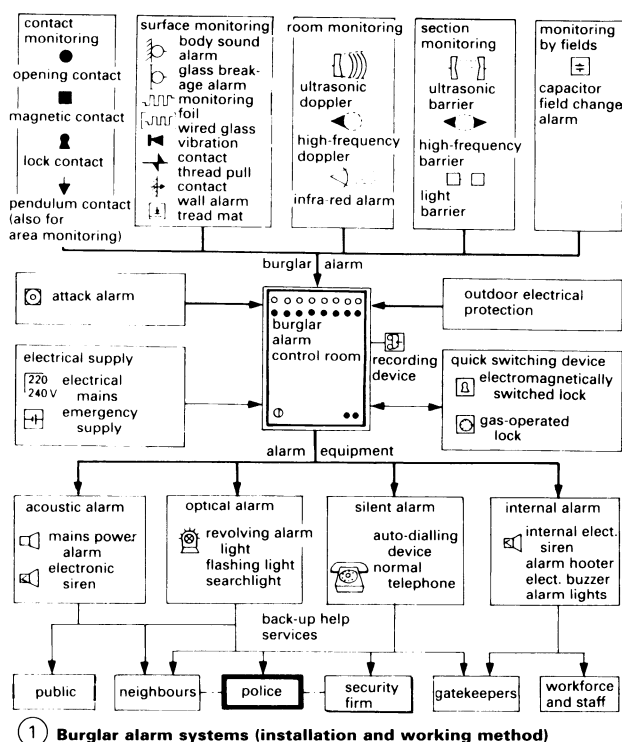 contact
monitoring
opening contact
magnetic contact
lock contact
pendulum contact
(also for
area monitoring)
surface monitoring
body sound
alarm
glass break-
age alarm
monitoring
foil
wired glass
vibration
contact
thread pull
contact
wall alarm
tread mat
room monitoring
ultrasonic
doppler
high-frequency
doppler
infra-red alarm
section
monitoring
ultrasonic
barrier
high-frequency
barrier
light
barrier
monitoring
by fields
capacitor
field change
alarm
burglar alarm
attack alarm
burglar
alarm
control room
recording
device
outdoor electrical
protection
electrical supply
220
240 V
electrical
mains
emergency
supply
quick switching device
electromagnetically
switched lock
gas-operated
lock
alarm equipment
acoustic alarm
mains power
alarm
electronic
siren
optical alarm
revolving alarm
light
flashing light
searchlight
silent alarm
auto-dialling
device
normal
telephone
internal alarm
internal elect.
siren
alarm hooter
elect. buzzer
alarm lights
back-up help
services
public
neighbours
police
security
firm
gatekeepers
workforce
and staff
1 Burglar alarm systems (installation and working method)